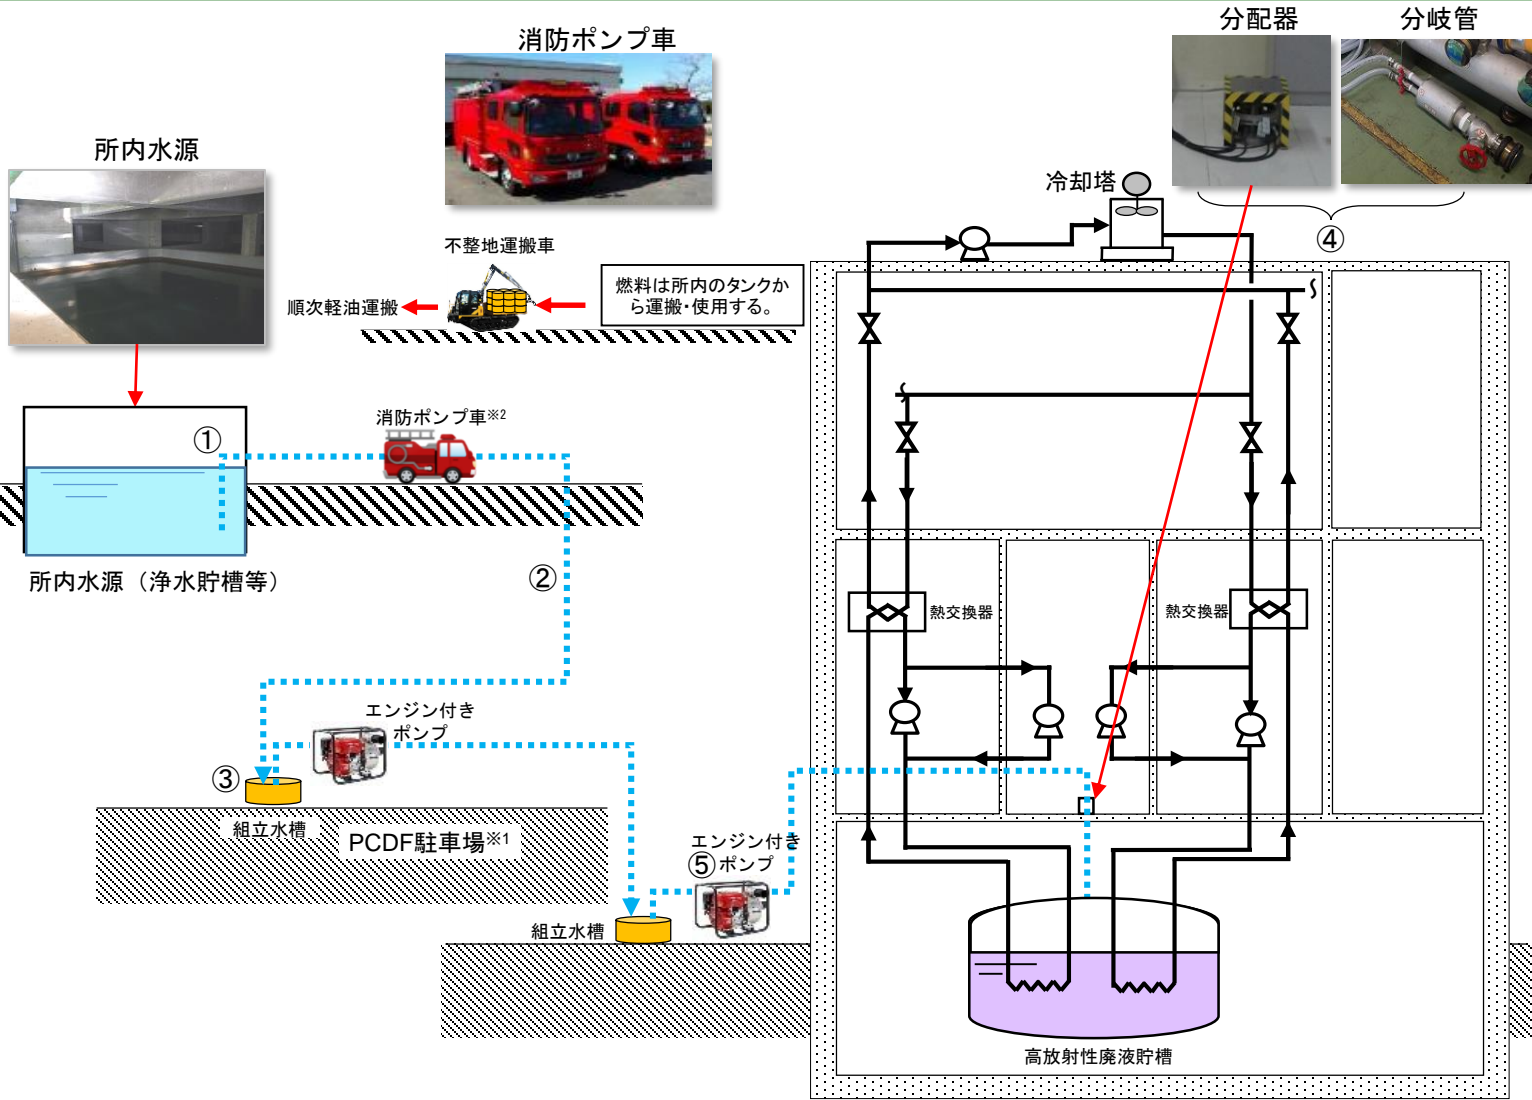 分配器
分岐管
消防ポンプ車
所内水源
冷却塔
④
不整地運搬車
順次軽油運搬
燃料は所内のタンクか
ら運搬・使用する。
消防ポンプ車※2
①
所内水源（浄水貯槽等）
②
熱交換器
熱交換器
エンジン付き
ポンプ
③
組立水槽
PCDF駐車場※1
エンジン付き
⑤ポンプ
組立水槽
高放射性廃液貯槽